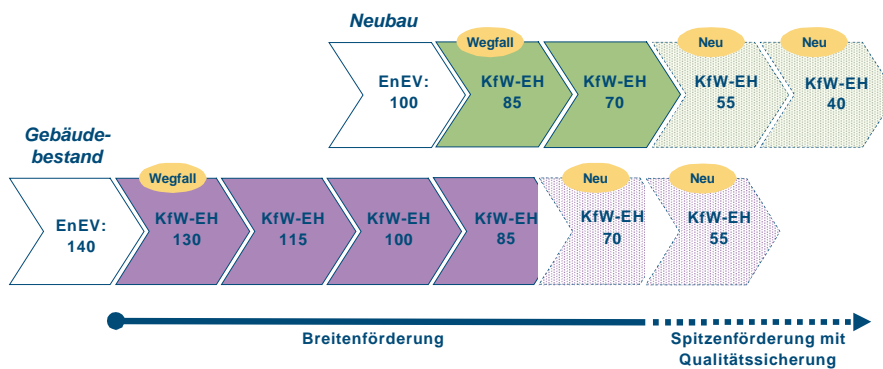 Neubau
Wegfall
Neu
Neu
EnEV:
100
KfW-EH
85
KfW-EH
70
KfW-EH
55
KfW-EH
40
Gebäude-
bestand
Wegfall
Neu
Neu
EnEV:
140
KfW-EH
130
KfW-EH
115
KfW-EH
100
KfW-EH
85
KfW-EH
70
KfW-EH
55
Breitenförderung
Spitzenförderung mit
Qualitätssicherung